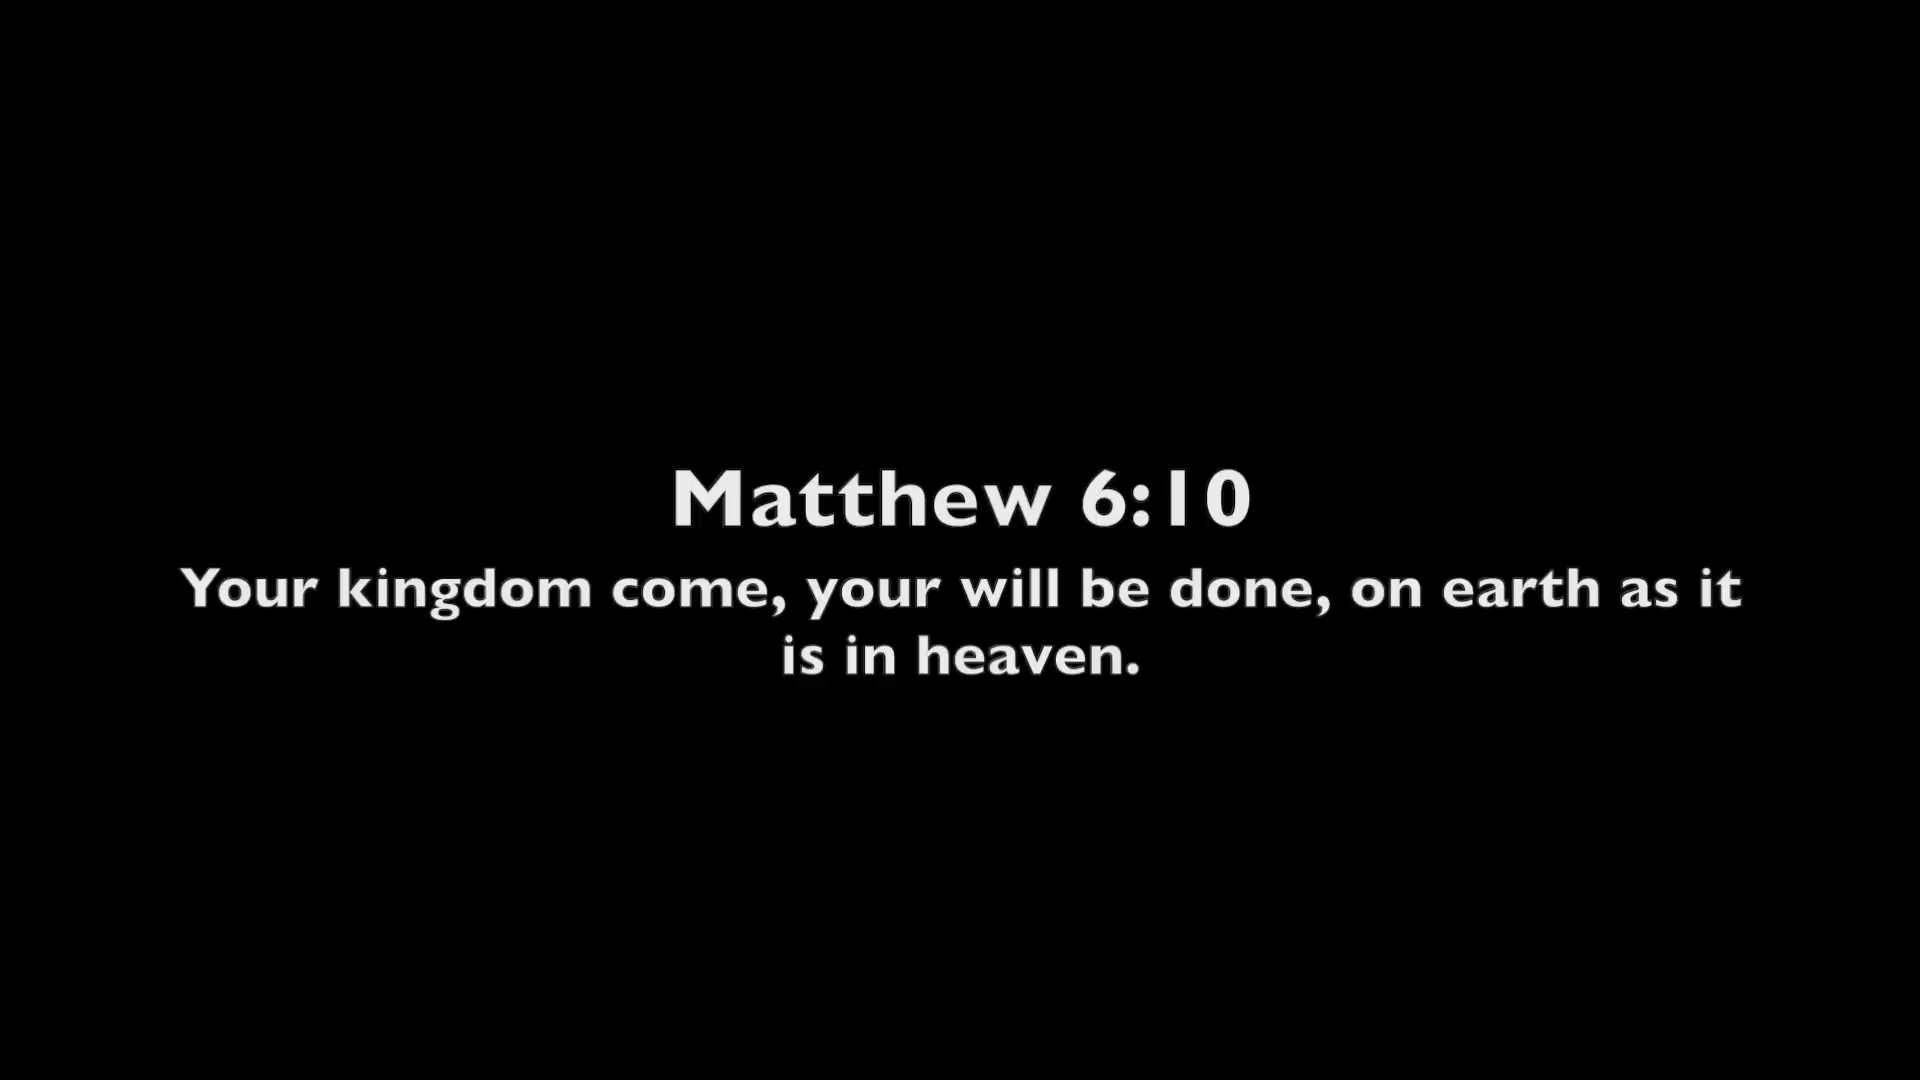 Matthew 6:10
Your kingdom come, your will be done, on earth as it
is in heaven.